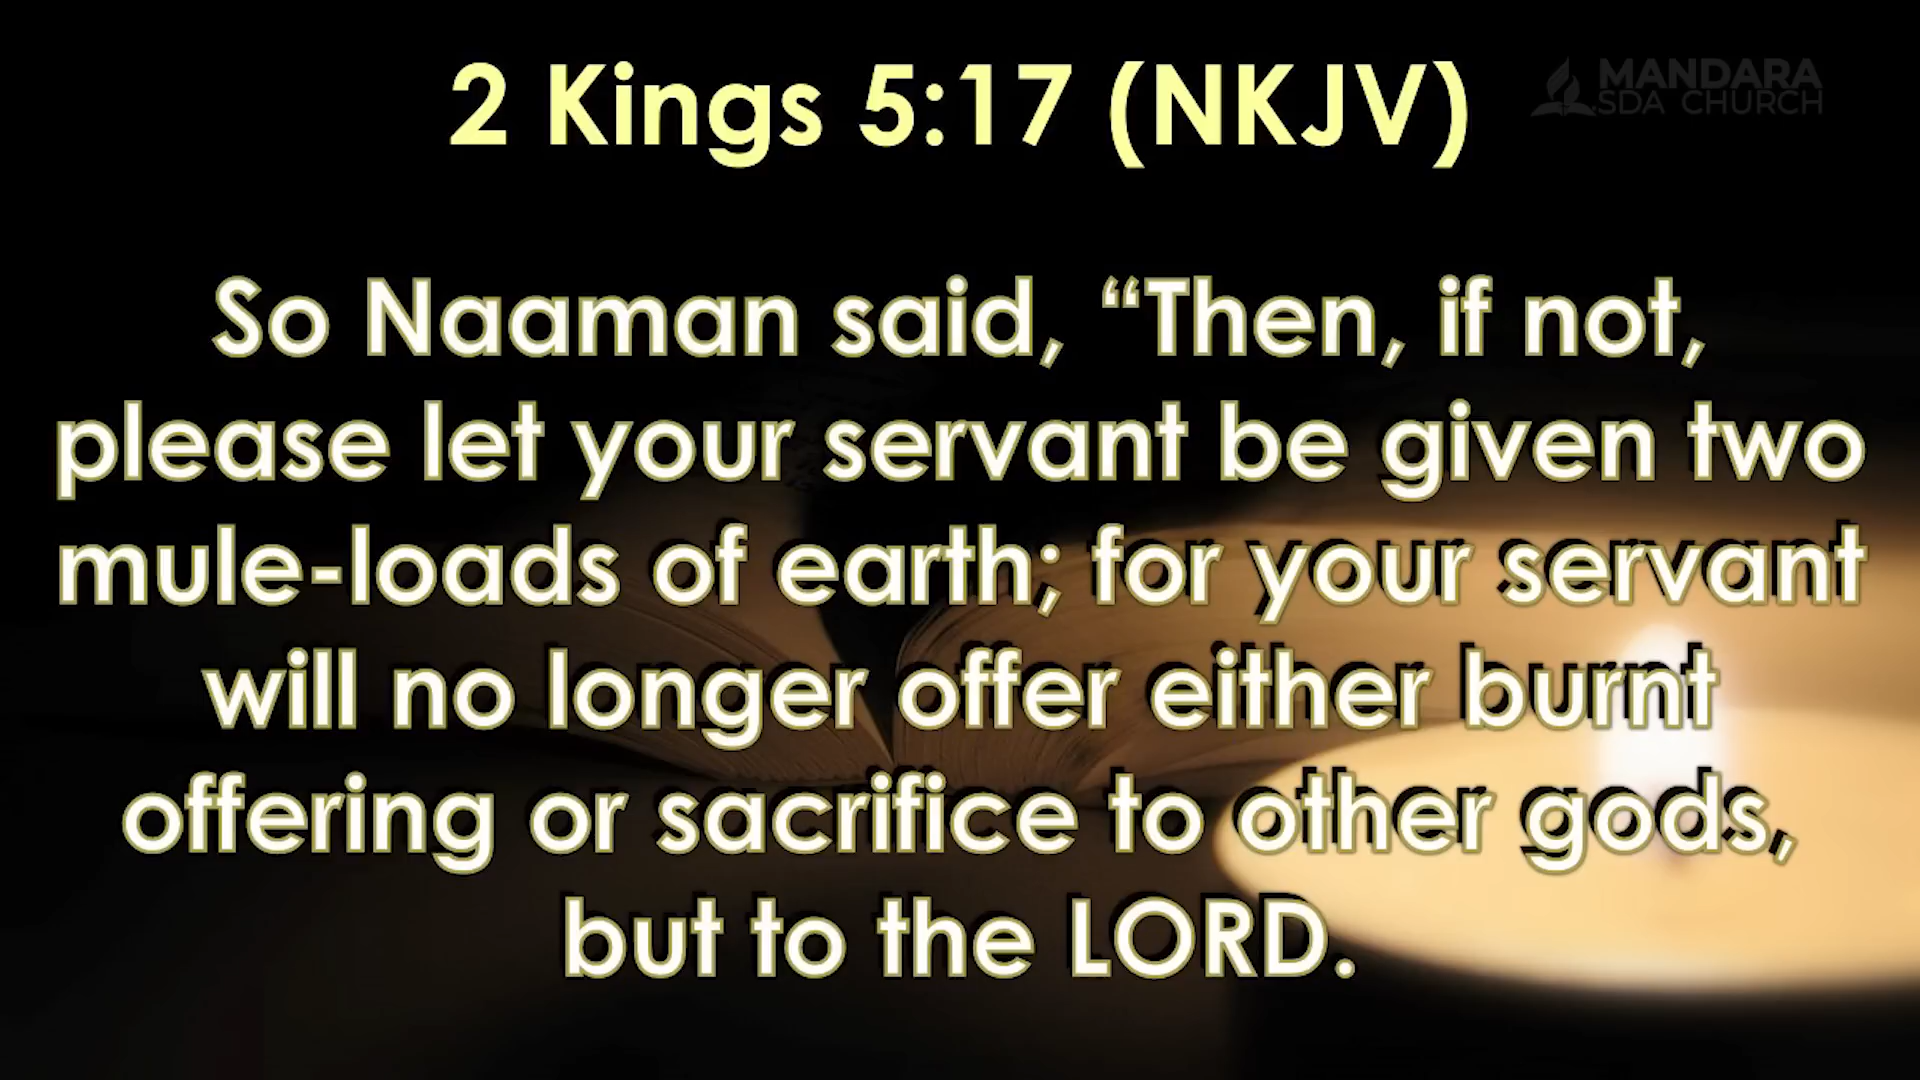 2 Kings 5:17 (NKJV)
MANDARA
SDA CHURCH
So Naaman said, “Then, if not,
please let your servant be given two
mule-loads of earth; for your servant
will no longer offer either burnt
offering or sacrifice to other gods,
but to the LORD.